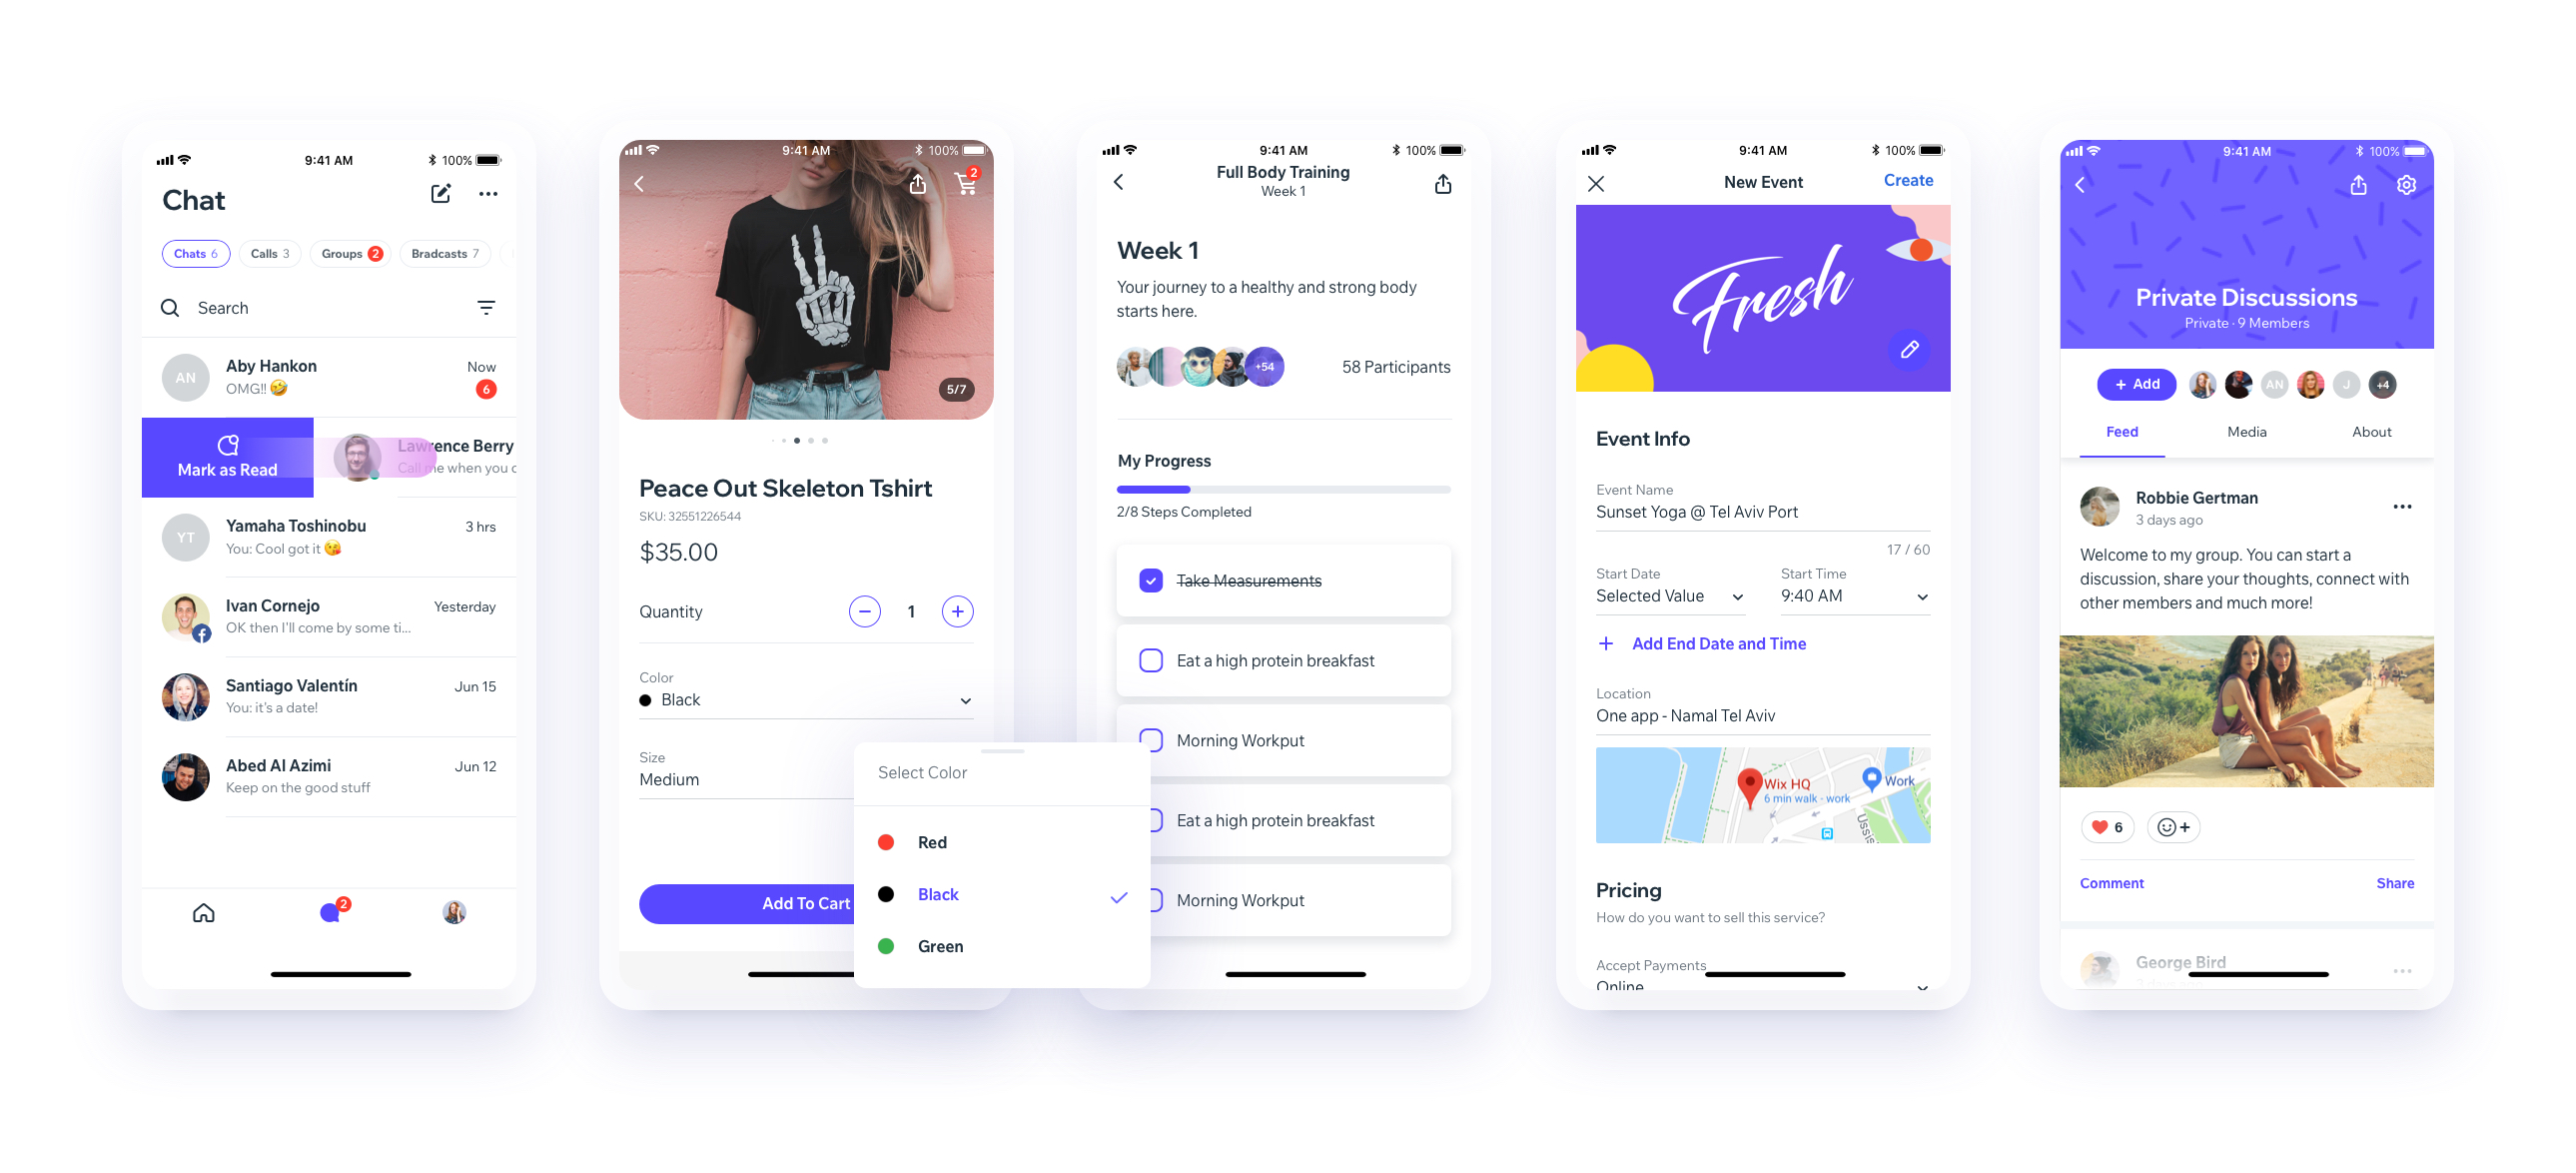 9:41 AM
100%
Chat
Chats 6
Calls 3
Groups 2
Bradcasts 7
Search
AN
Aby Hankon
Now
OMG!! 🤣
6
Mark as Read
Lawrence Berry
Call me when you
YT
Yamaha Toshinobu
3 hrs
You: Cool got it 😘
Ivan Cornejo
Yesterday
OK then I'll come by some ti...
Santiago Valentín
Jun 15
You: it's a date!
Abed Al Azimi
Jun 12
Keep on the good stuff
2
9:41 AM
100%
2
5/7
Peace Out Skeleton Tshirt
SKU: 32551226544
$35.00
Quantity
1
Color
Black
Size
Medium
Add To Cart
Select Color
Red
Black
Green
9:41 AM
100%
Full Body Training
Week 1
Week 1
Your journey to a healthy and strong body
starts here.
+54
58 Participants
My Progress
2/8 Steps Completed
Take Measurements
Eat a high protein breakfast
Morning Workput
Eat a high protein breakfast
Morning Workput
9:41 AM
100%
New Event
Create
Fresh
Event Info
Event Name
Sunset Yoga @ Tel Aviv Port
17 / 60
Start Date
Start Time
Selected Value
9:40 AM
+ Add End Date and Time
Location
One app - Namal Tel Aviv
Wix HQ
6 min walk - work
Work
Ussis
Pricing
How do you want to sell this service?
Accept Payments
Online
9:41 AM
100%
Private Discussions
Private · 9 Members
+ Add
AN
J
+4
Feed
Media
About
Robbie Gertman
3 days ago
Welcome to my group. You can start a
discussion, share your thoughts, connect with
other members and much more!
❤️ 6
Comment
Share
George Bird